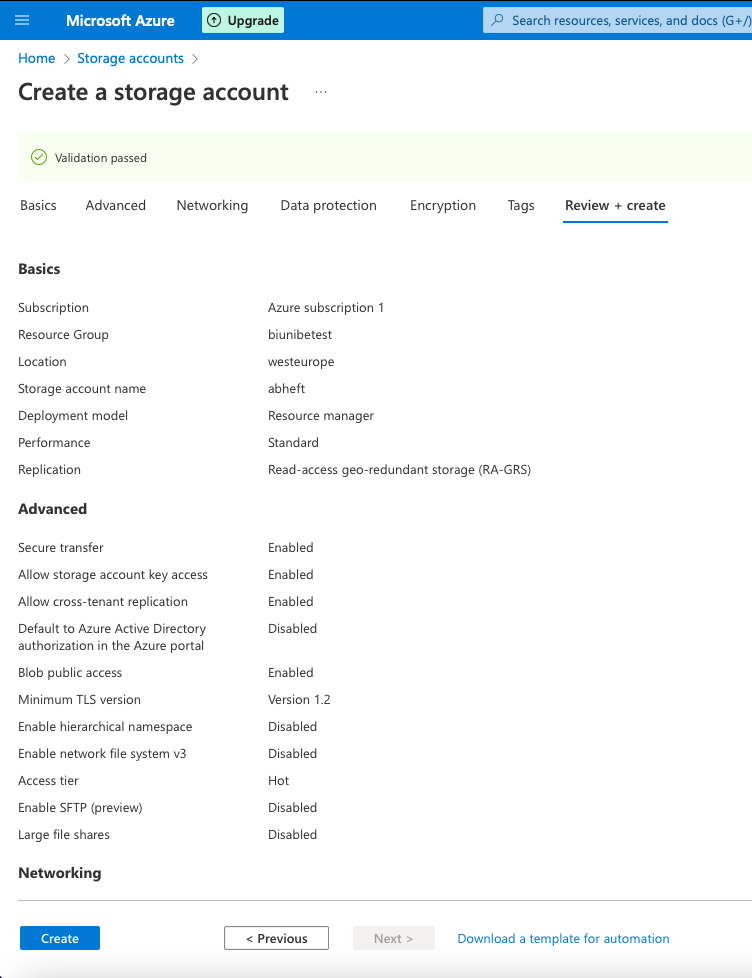 Microsoft Azure Upgrade Search resources, services, and docs (G+/)
Home > Storage accounts >
Create a storage account ...
Validation passed
Basics Advanced Networking Data protection Encryption Tags Review + create
Basics
Subscription Azure subscription 1
Resource Group biunibetest
Location westeurope
Storage account name abheft
Deployment model Resource manager
Performance Standard
Replication Read-access geo-redundant storage (RA-GRS)
Advanced
Secure transfer Enabled
Allow storage account key access Enabled
Allow cross-tenant replication Enabled
Default to Azure Active Directory Disabled
authorization in the Azure portal
Blob public access Enabled
Minimum TLS version Version 1.2
Enable hierarchical namespace Disabled
Enable network file system v3 Disabled
Access tier Hot
Enable SFTP (preview) Disabled
Large file shares Disabled
Networking
Create < Previous Next > Download a template for automation